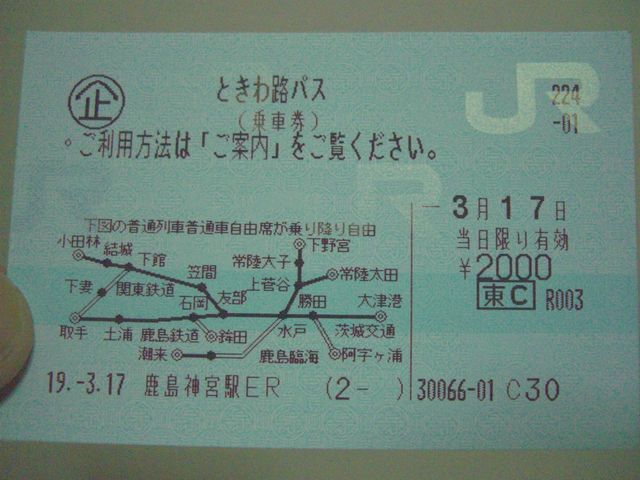 企 ときわ路パス JR 224
(乗車券) -01
。ご利用方法は「ご案内」をご覧ください。
3月17日
当日限り有効
¥2000
東C R003
下図の普通列車普通車自由席が乗り降り自由
小田林 結城 下館 笠間 常陸大子 下野宮
上菅谷 常陸太田
下妻 関東鉄道 石岡 友部 勝田 大津港
取手 土浦 鹿島鉄道 鉾田 水戸 茨城交通
潮来 鹿島臨海 阿字ヶ浦
19.-3.17 鹿島神宮駅ER (2- ) 30066-01 C30